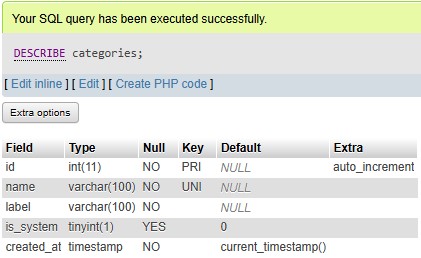 Your SQL query has been executed successfully.
DESCRIBE categories;
[ Edit inline ] [ Edit ] [ Create PHP code ]
Extra options
Field Type Null Key Default Extra
id int(11) NO PRI NULL auto_increment
name varchar(100) NO UNI NULL
label varchar(100) NO NULL
is_system tinyint(1) YES 0
created_at timestamp NO current_timestamp()